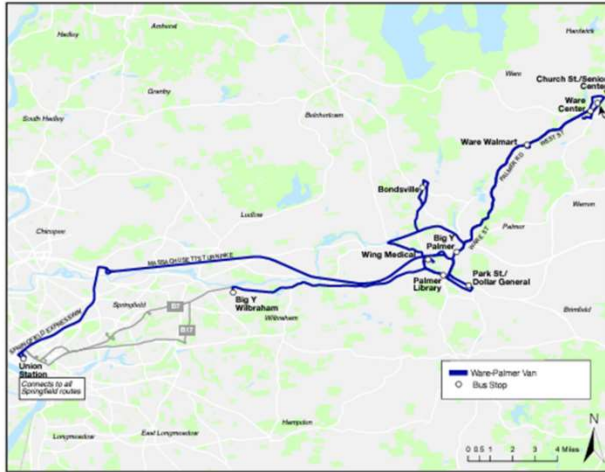 Hadley
Amherst
Hardwick
Ware
Church St./Senior
Center
Ware
Center
Granby
Belchertown
South Hadley
Ware Walmart
PALMER RD
WEST ST
Bondsville
Warren
Ludlow
Palmer
Chicopee
Big Y
Palmer
WARE ST
Wing Medical
MASSACHUSETTS TURNPIKE
Palmer
Library
Park St./
Dollar General
Springfield
B7
Big Y
Wilbraham
Wilbraham
Brimfield
SPRINGFIELD EXPRESSWAY
B17
Union
Station
Connects to all
Springfield routes
Ware-Palmer Van
Bus Stop
Hampden
East Longmeadow
Longmeadow
N
0 0.5 1 2 3 4 Miles